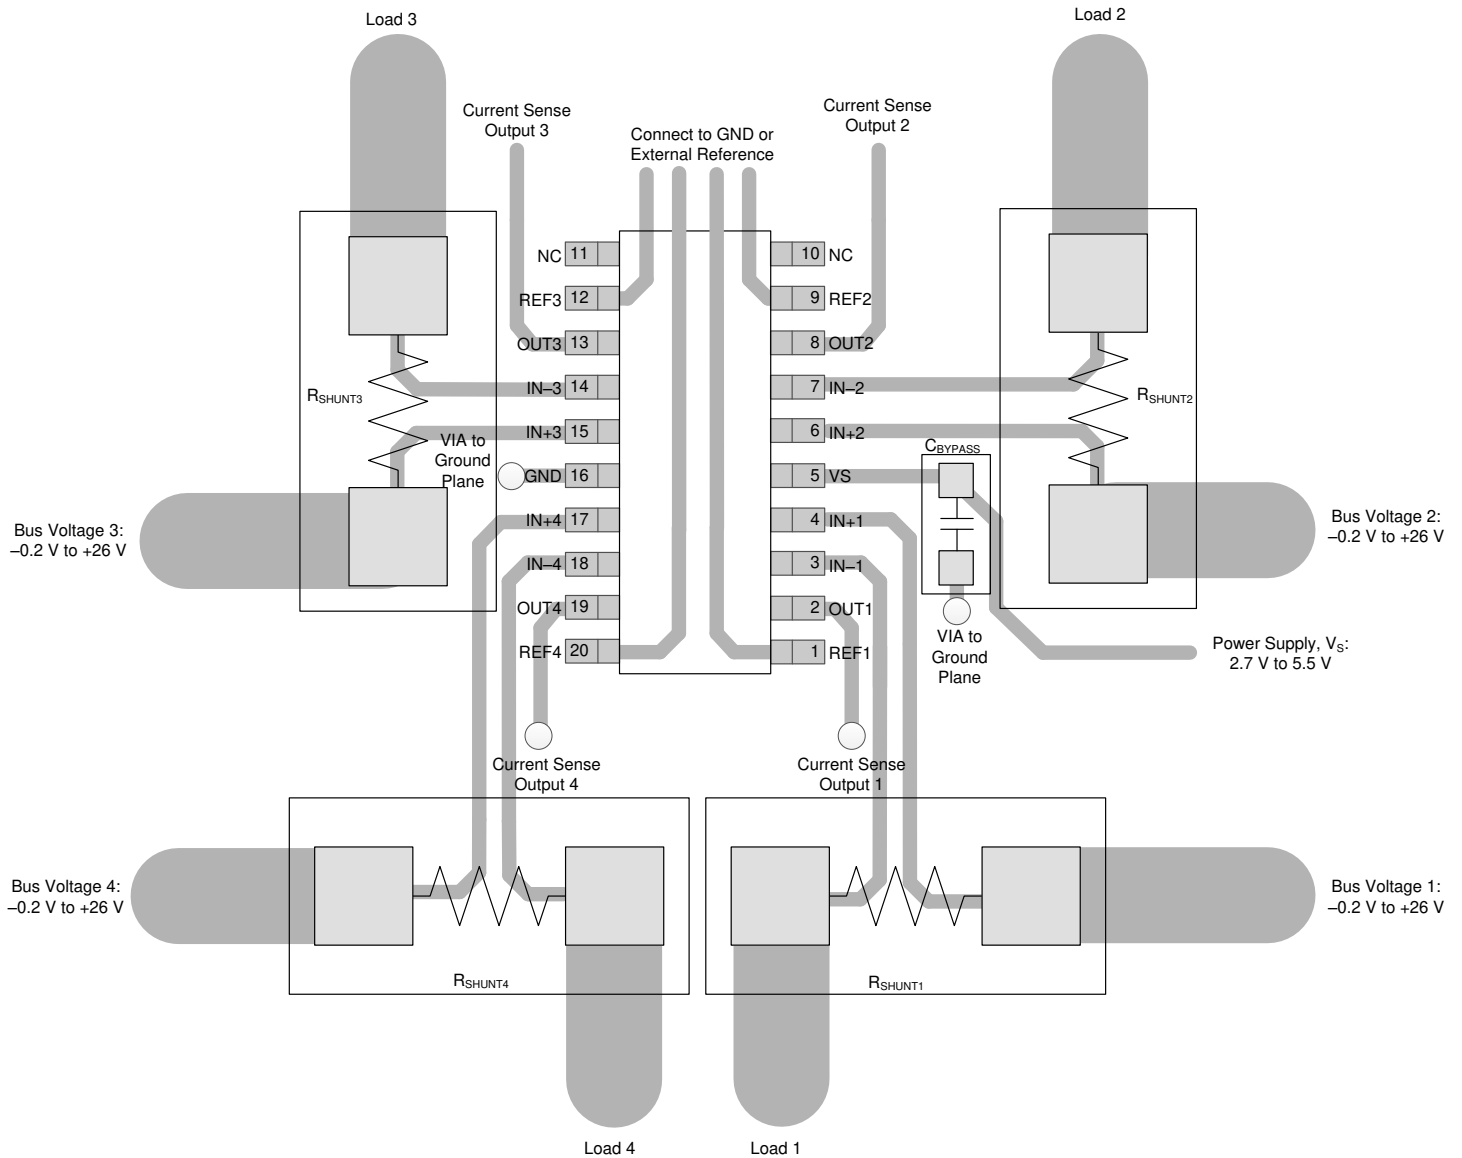 Load 3
Load 2
Current Sense
Output 3
Current Sense
Output 2
Connect to GND or
External Reference
NC 11
10 NC
REF3 12
9 REF2
OUT3 13
8 OUT2
IN–3 14
7 IN–2
RSHUNT3
RSHUNT2
IN+3 15
6 IN+2
VIA to
Ground
Plane
CBYPASS
GND 16
5 VS
IN+4 17
4 IN+1
Bus Voltage 3:
–0.2 V to +26 V
Bus Voltage 2:
–0.2 V to +26 V
IN–4 18
3 IN–1
OUT4 19
2 OUT1
REF4 20
1 REF1
VIA to
Ground
Plane
Power Supply, VS:
2.7 V to 5.5 V
Current Sense
Output 4
Current Sense
Output 1
Bus Voltage 4:
–0.2 V to +26 V
Bus Voltage 1:
–0.2 V to +26 V
RSHUNT4
RSHUNT1
Load 4
Load 1